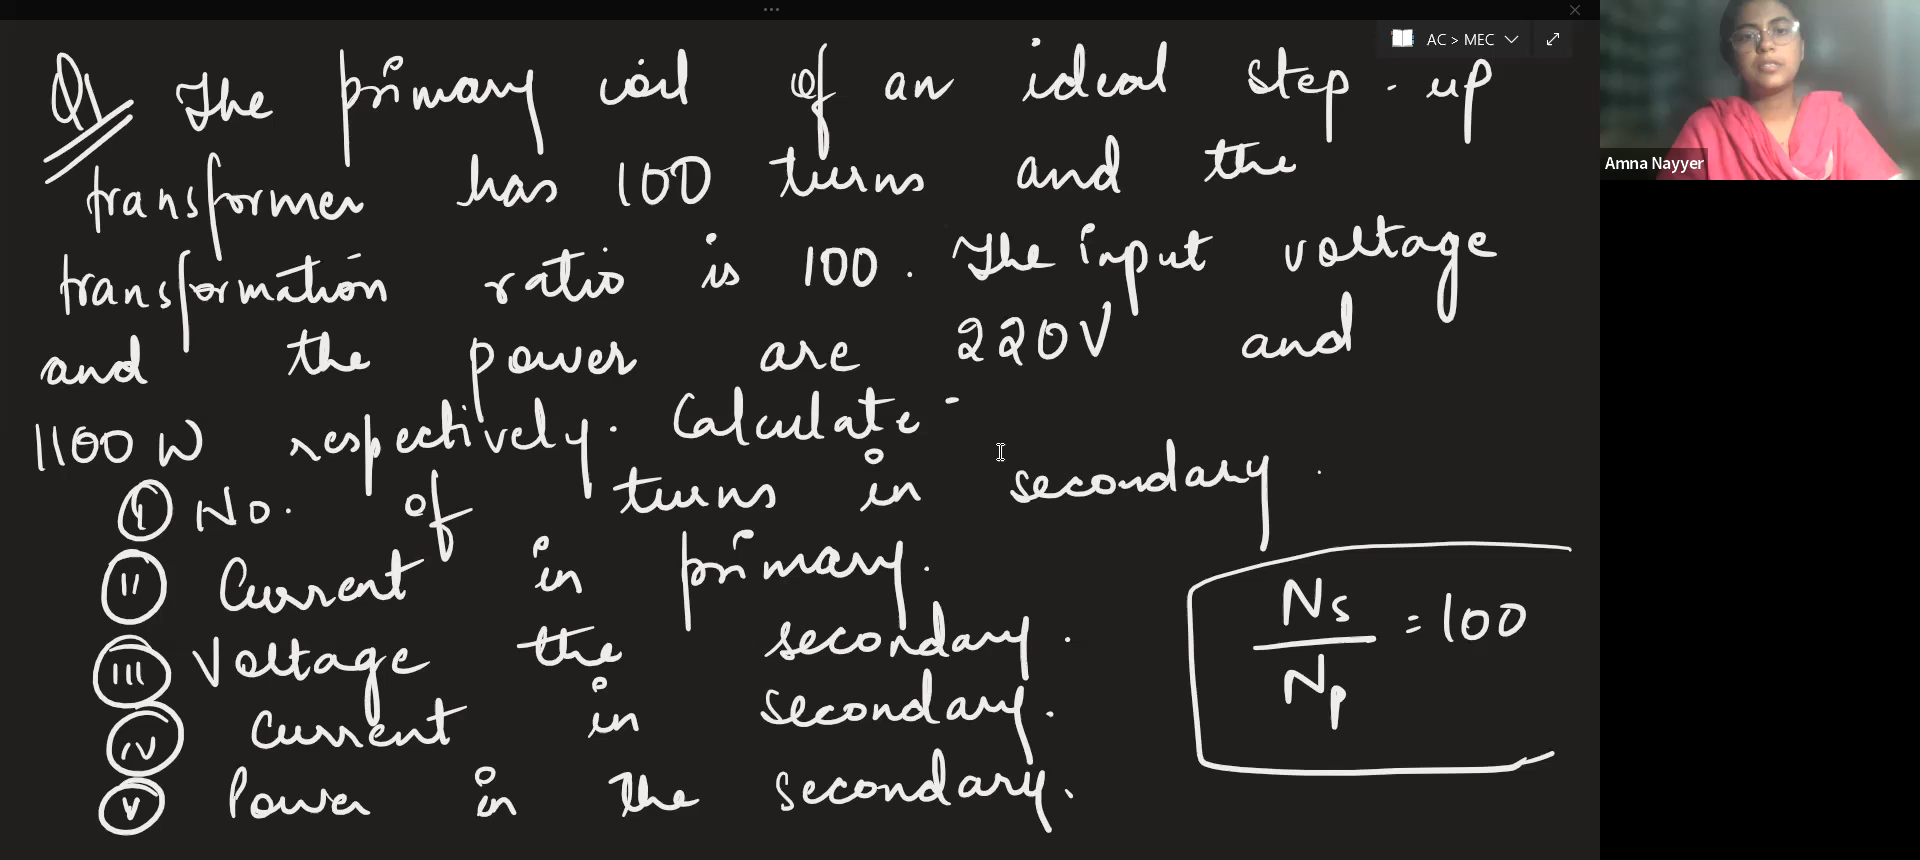 AC > MEC
Q1 The primary coil of an ideal step-up
transformer has 100 turns and the
transformation ratio is 100. The input voltage
and the power are 220V and
1100 W respectively. Calculate -
(I) No. of turns in secondary.
(II) Current in primary.
(III) Voltage the secondary.
(IV) Current in secondary.
(V) Power in the secondary.
Ns
= 100
Np
Amna Nayyer